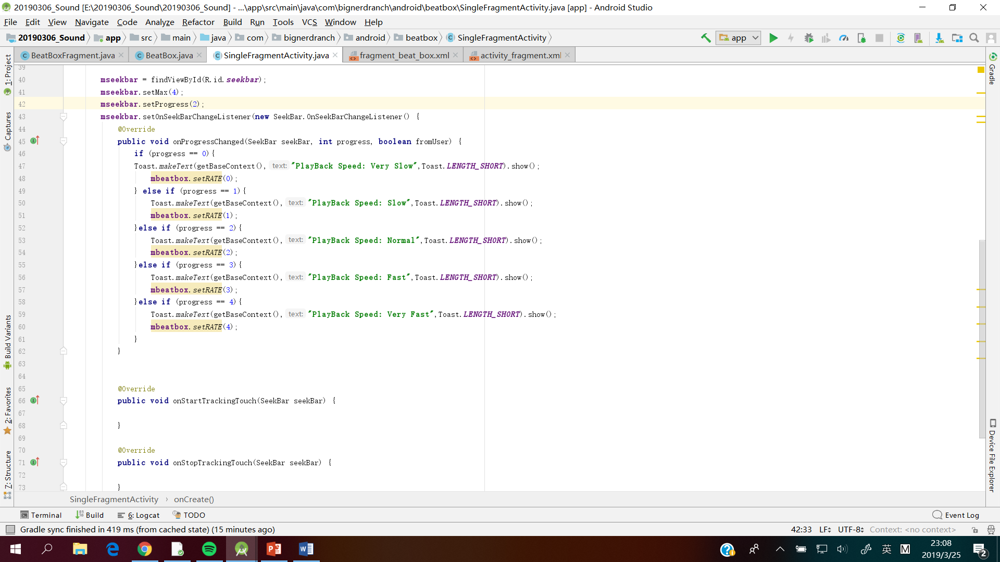 20190306_Sound [E:\20190306_Sound\20190306_Sound] - ...\app\src\main\java\com\bignerdranch\android\beatbox\SingleFragmentActivity.java [app] - Android Studio
File Edit View Navigate Code Analyze Refactor Build Run Tools VCS Window Help
20190306_Sound app src main java com bignerdranch android beatbox SingleFragmentActivity app
BeatBoxFragment.java BeatBox.java SingleFragmentActivity.java fragment_beat_box.xml activity_fragment.xml
1: Project
Captures
Build Variants
2: Favorites
7: Structure
Gradle
Device File Explorer
39
40 mseekbar = findViewById(R.id.seekbar);
41 mseekbar.setMax(4);
42 mseekbar.setProgress(2);
43 mseekbar.setOnSeekBarChangeListener(new SeekBar.OnSeekBarChangeListener() {
44 @Override
45 public void onProgressChanged(SeekBar seekBar, int progress, boolean fromUser) {
46 if (progress == 0){
47 Toast.makeText(getBaseContext(), text: "PlayBack Speed: Very Slow",Toast.LENGTH_SHORT).show();
48 mbeatbox.setRATE(0);
49 } else if (progress == 1){
50 Toast.makeText(getBaseContext(), text: "PlayBack Speed: Slow",Toast.LENGTH_SHORT).show();
51 mbeatbox.setRATE(1);
52 }else if (progress == 2){
53 Toast.makeText(getBaseContext(), text: "PlayBack Speed: Normal",Toast.LENGTH_SHORT).show();
54 mbeatbox.setRATE(2);
55 }else if (progress == 3){
56 Toast.makeText(getBaseContext(), text: "PlayBack Speed: Fast",Toast.LENGTH_SHORT).show();
57 mbeatbox.setRATE(3);
58 }else if (progress == 4){
59 Toast.makeText(getBaseContext(), text: "PlayBack Speed: Very Fast",Toast.LENGTH_SHORT).show();
60 mbeatbox.setRATE(4);
61 }
62 }
63
64
65 @Override
66 public void onStartTrackingTouch(SeekBar seekBar) {
67
68 }
69
70 @Override
71 public void onStopTrackingTouch(SeekBar seekBar) {
72
73 }
SingleFragmentActivity › onCreate()
Terminal Build 6: Logcat TODO Event Log
Gradle sync finished in 419 ms (from cached state) (15 minutes ago) 42:33 LF UTF-8 Context: <no context>
英 M 23:08
2019/3/25 2